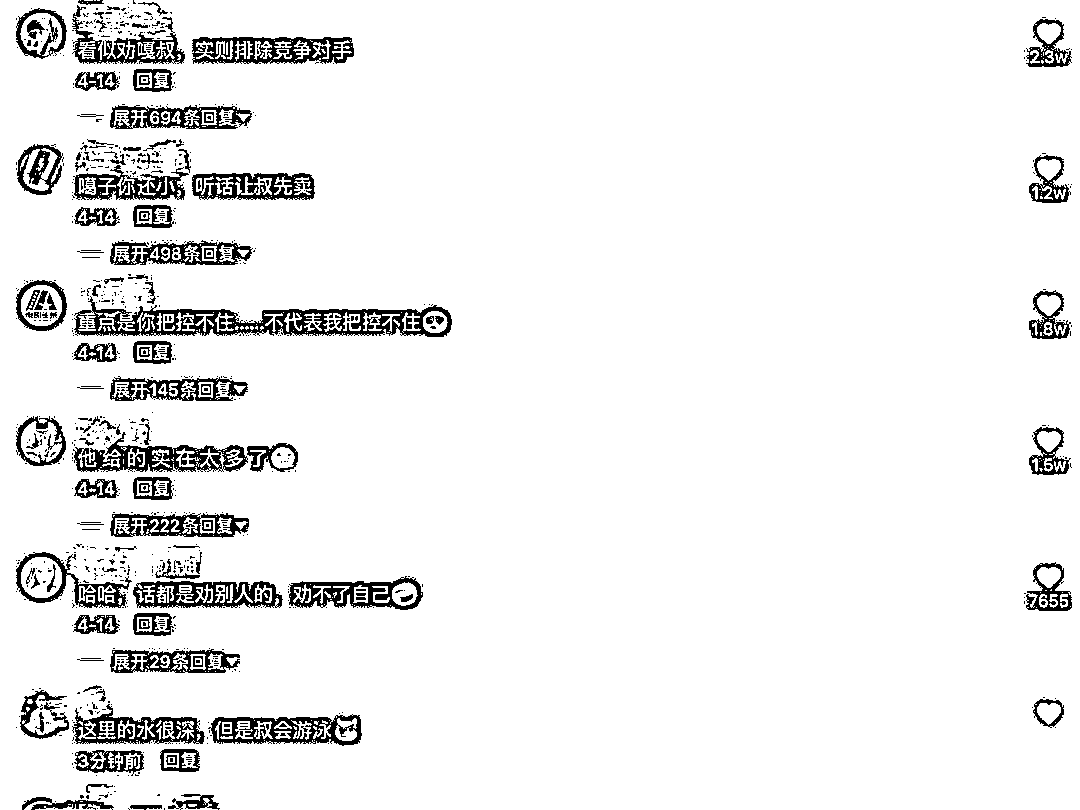 看似劝嘎叔，实则排除竞争对手
2.3w
4-14 回复
展开694条回复
噶子你还小，听话让叔先卖
1.2w
4-14 回复
展开498条回复
重点是你把控不住.....不代表我把控不住
1.8w
4-14 回复
展开145条回复
他给的实在太多了
1.5w
4-14 回复
展开222条回复
哈哈，话都是劝别人的，劝不了自己
7655
4-14 回复
展开29条回复
这里的水很深，但是叔会游泳
3分钟前 回复